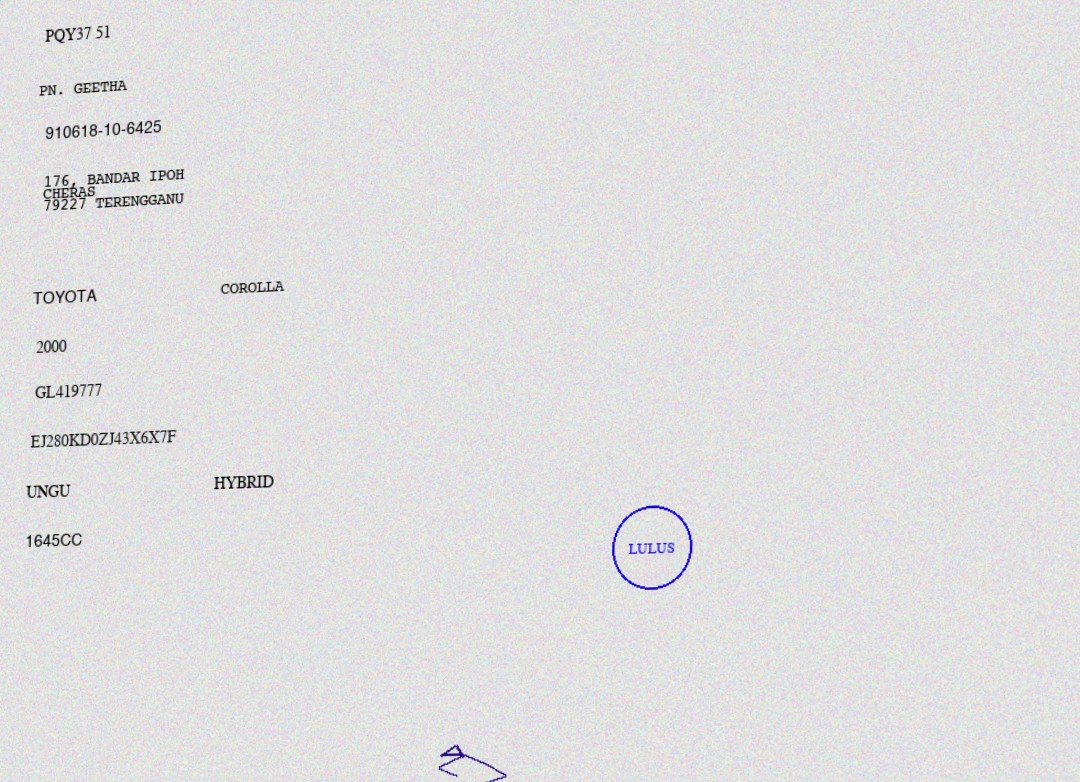 PQY37 51
PN. GEETHA
910618-10-6425
176, BANDAR IPOH
CHERAS
79227 TERENGGANU
TOYOTA COROLLA
2000
GL419777
EJ280KD0ZJ43X6X7F
UNGU HYBRID
1645CC
LULUS